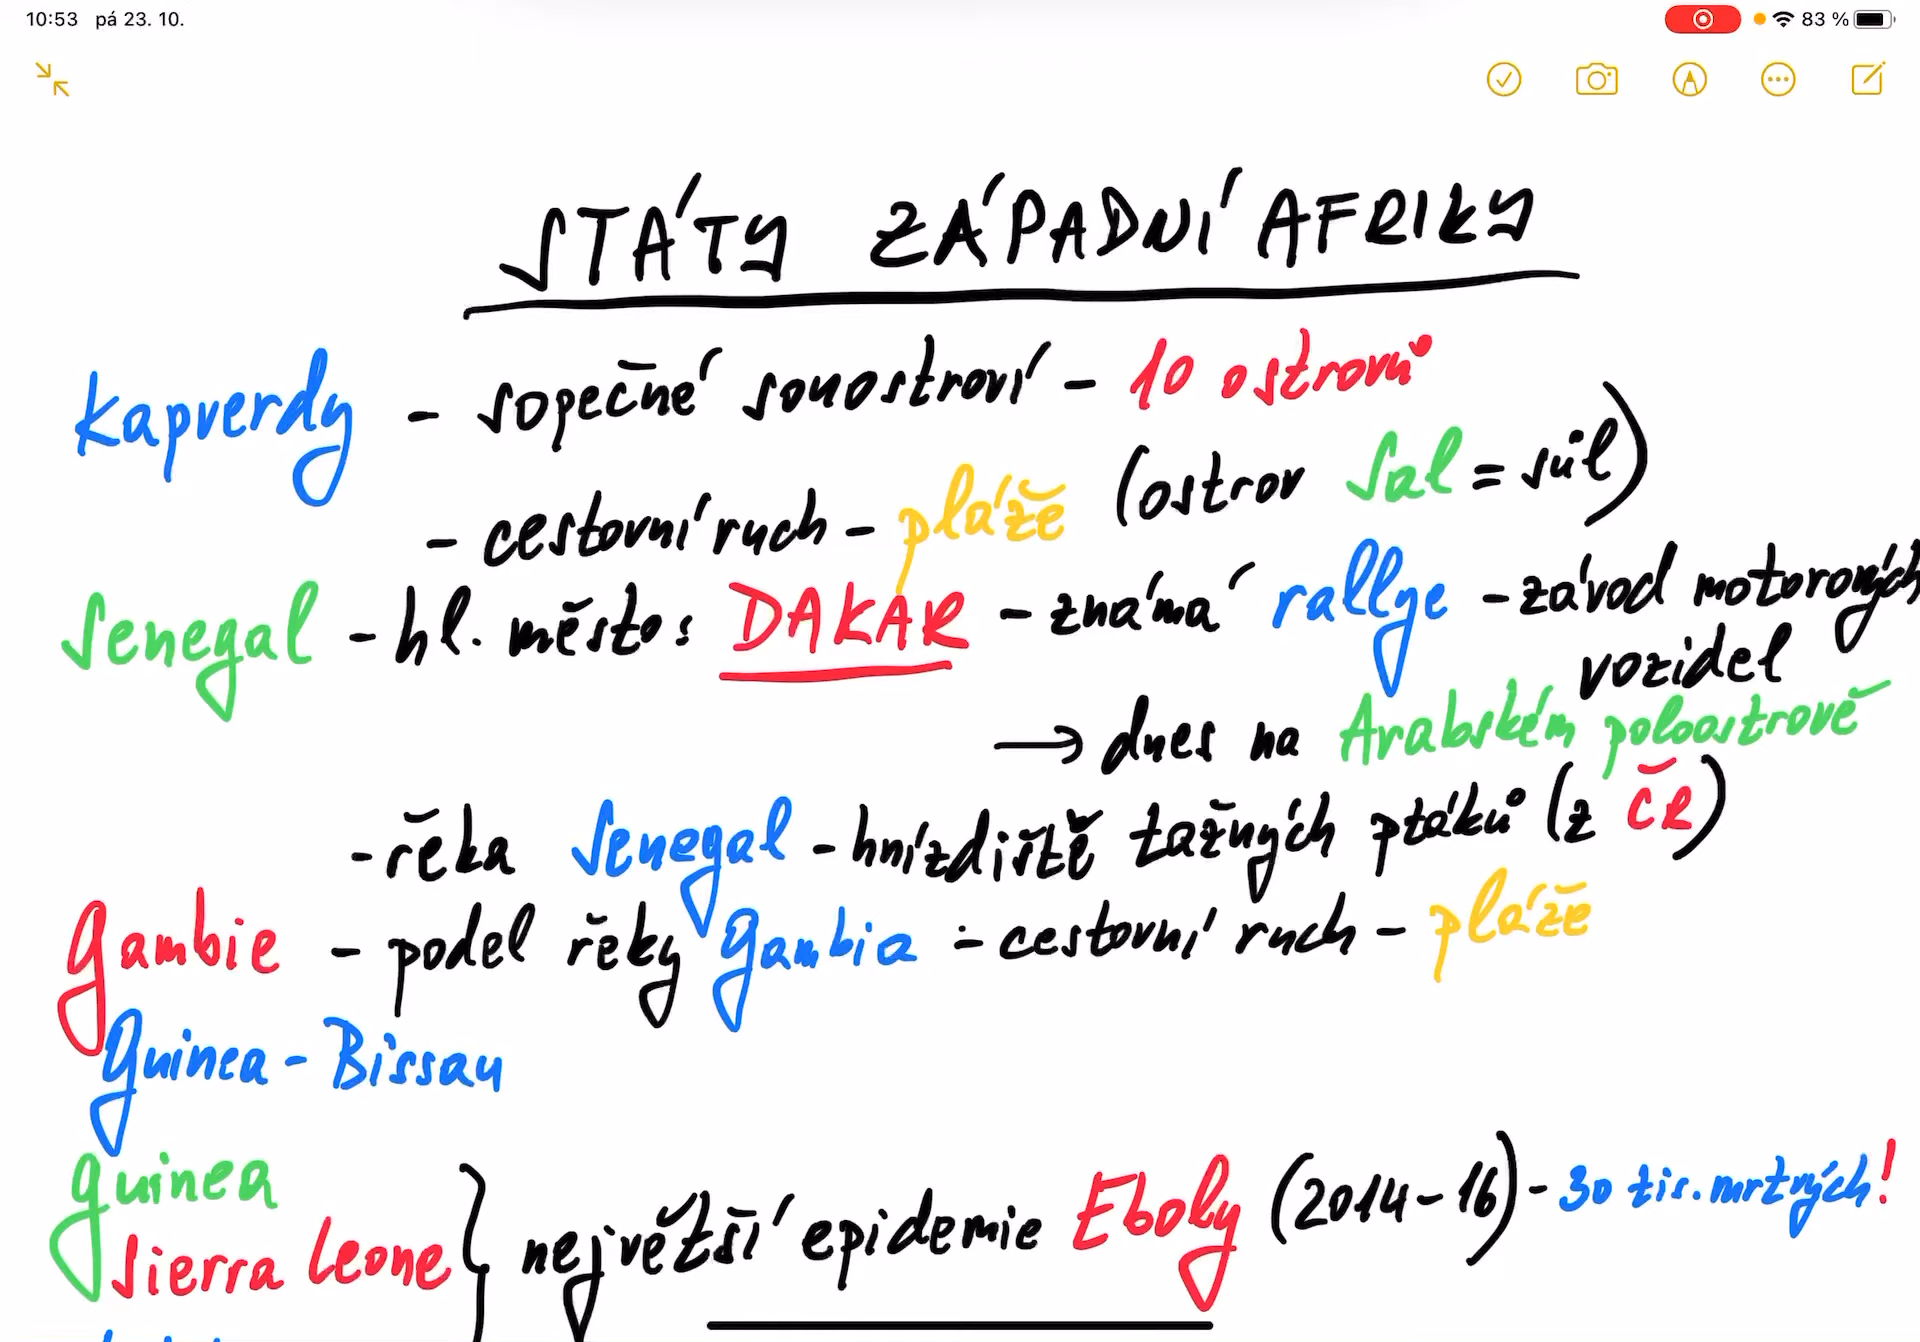 10:53 pá 23. 10. 83 %
STÁTY ZÁPADNÍ AFRIKY
Kapverdy - sopečné souostroví - 10 ostrovů
- cestovní ruch - pláže (ostrov Sal = sůl)
Senegal - hl. město: DAKAR - známá rallye - závod motorových
vozidel
→ dnes na Arabském poloostrově
- řeka Senegal - hnízdiště tažných ptáků (z ČR)
Gambie - podel řeky Gambia - cestovní ruch - pláže
Guinea - Bissau
Guinea
Sierra Leone } největší epidemie Eboly (2014-16) - 30 tis. mrtvých!